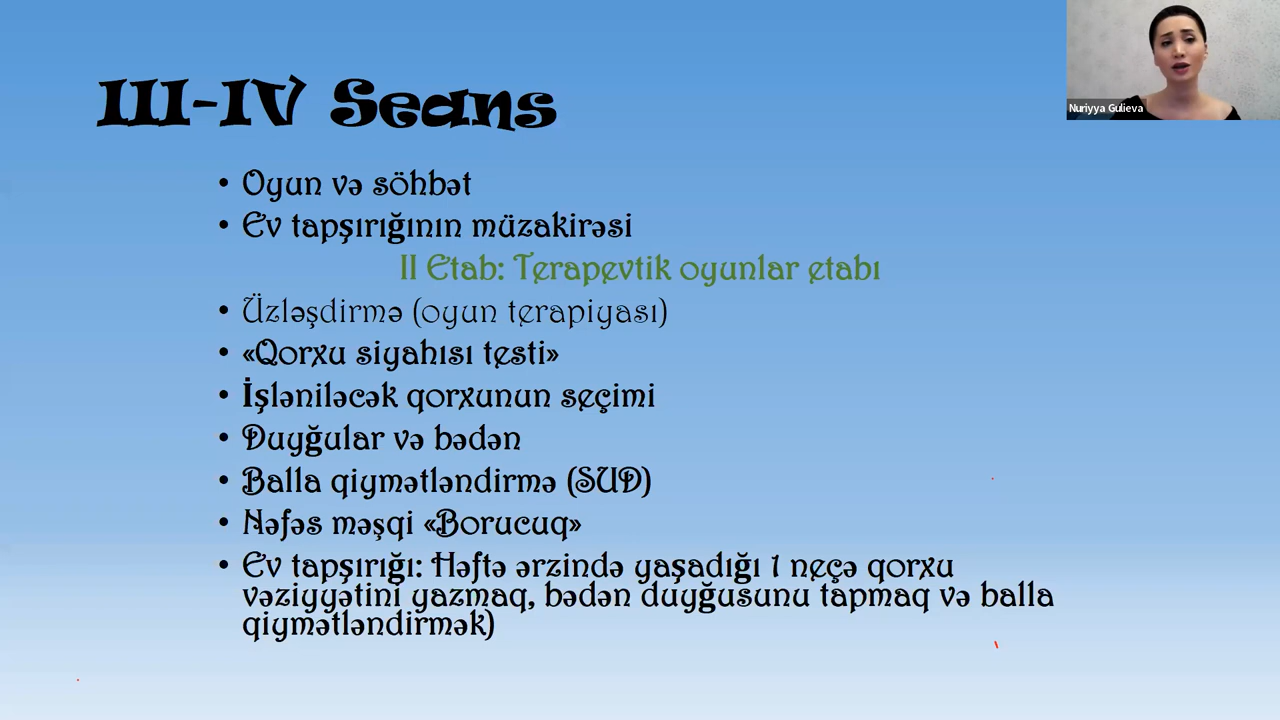 III-IV Seans
Nuriyya Gulieva
• Oyun və söhbət
• Ev tapşırığının müzakirəsi
II Etab: Terapevtik oyunlar etabı
• Üzləşdirmə (oyun terapiyası)
• «Qorxu siyahısı testi»
• İşləniləcək qorxunun seçimi
• Duyğular və bədən
• Balla qiymətləndirmə (SUD)
• Nəfəs məşqi «Borucuq»
• Ev tapşırığı: Həftə ərzində yaşadığı 1 neçə qorxu
vəziyyətini yazmaq, bədən duyğusunu tapmaq və balla
qiymətləndirmək)